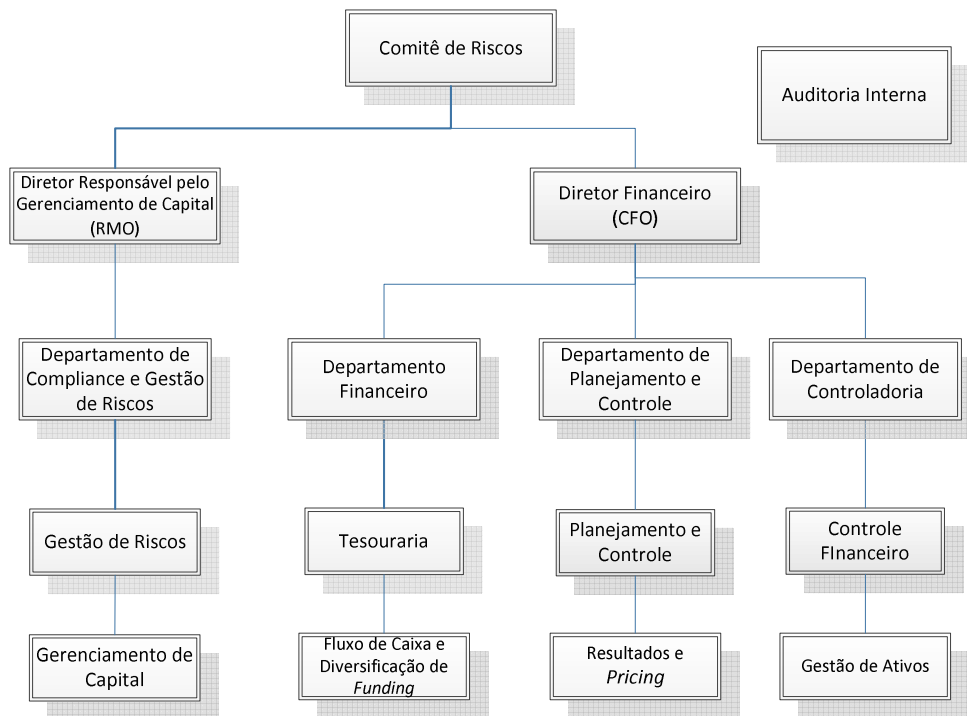 Comitê de Riscos
Auditoria Interna
Diretor Responsável pelo
Gerenciamento de Capital
(RMO)
Diretor Financeiro
(CFO)
Departamento de
Compliance e Gestão
de Riscos
Departamento
Financeiro
Departamento de
Planejamento e
Controle
Departamento de
Controladoria
Gestão de Riscos
Tesouraria
Planejamento e
Controle
Controle
FInanceiro
Gerenciamento de
Capital
Fluxo de Caixa e
Diversificação de
Funding
Resultados e
Pricing
Gestão de Ativos